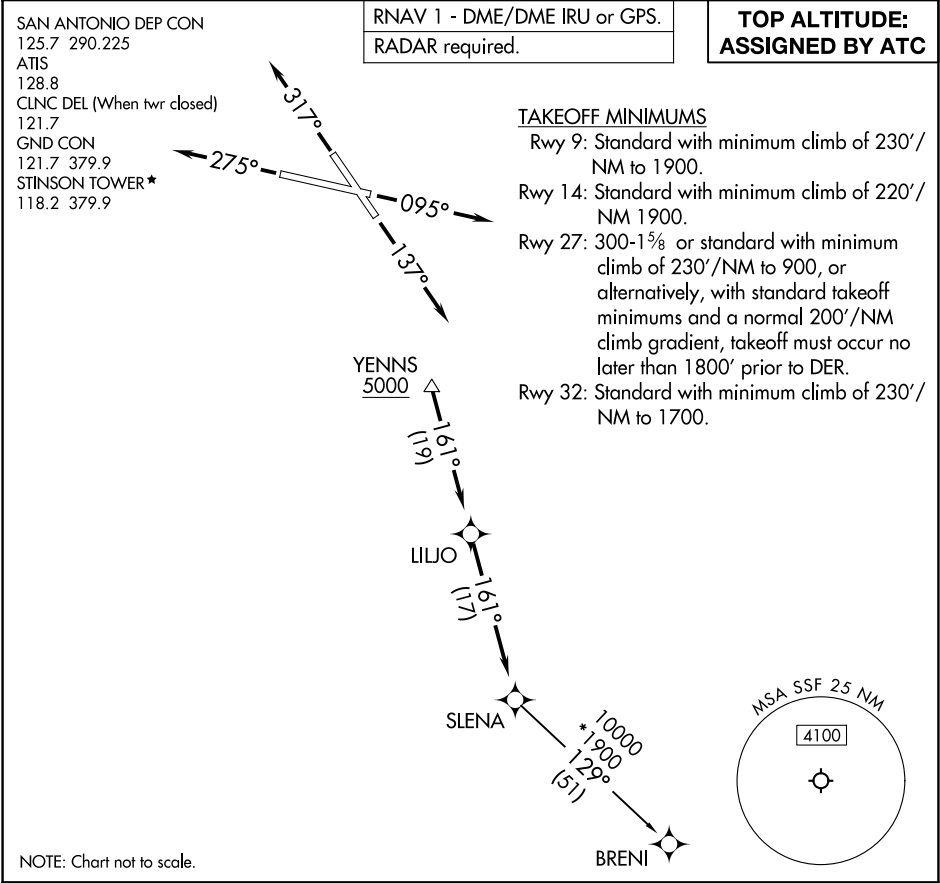 SAN ANTONIO DEP CON
125.7 290.225
ATIS
128.8
CLNC DEL (When twr closed)
121.7
GND CON
121.7 379.9
STINSON TOWER★
118.2 379.9
RNAV 1 - DME/DME IRU or GPS.
RADAR required.
TOP ALTITUDE:
ASSIGNED BY ATC
317°
275°
095°
137°
TAKEOFF MINIMUMS
Rwy 9: Standard with minimum climb of 230'/
NM to 1900.
Rwy 14: Standard with minimum climb of 220'/
NM 1900.
Rwy 27: 300-1⅝ or standard with minimum
climb of 230'/NM to 900, or
alternatively, with standard takeoff
minimums and a normal 200'/NM
climb gradient, takeoff must occur no
later than 1800' prior to DER.
Rwy 32: Standard with minimum climb of 230'/
NM to 1700.
YENNS
5000
161°
(19)
LILJO
161°
(17)
SLENA
10000
*1900
129°
(51)
BRENI
MSA SSF 25 NM
4100
NOTE: Chart not to scale.